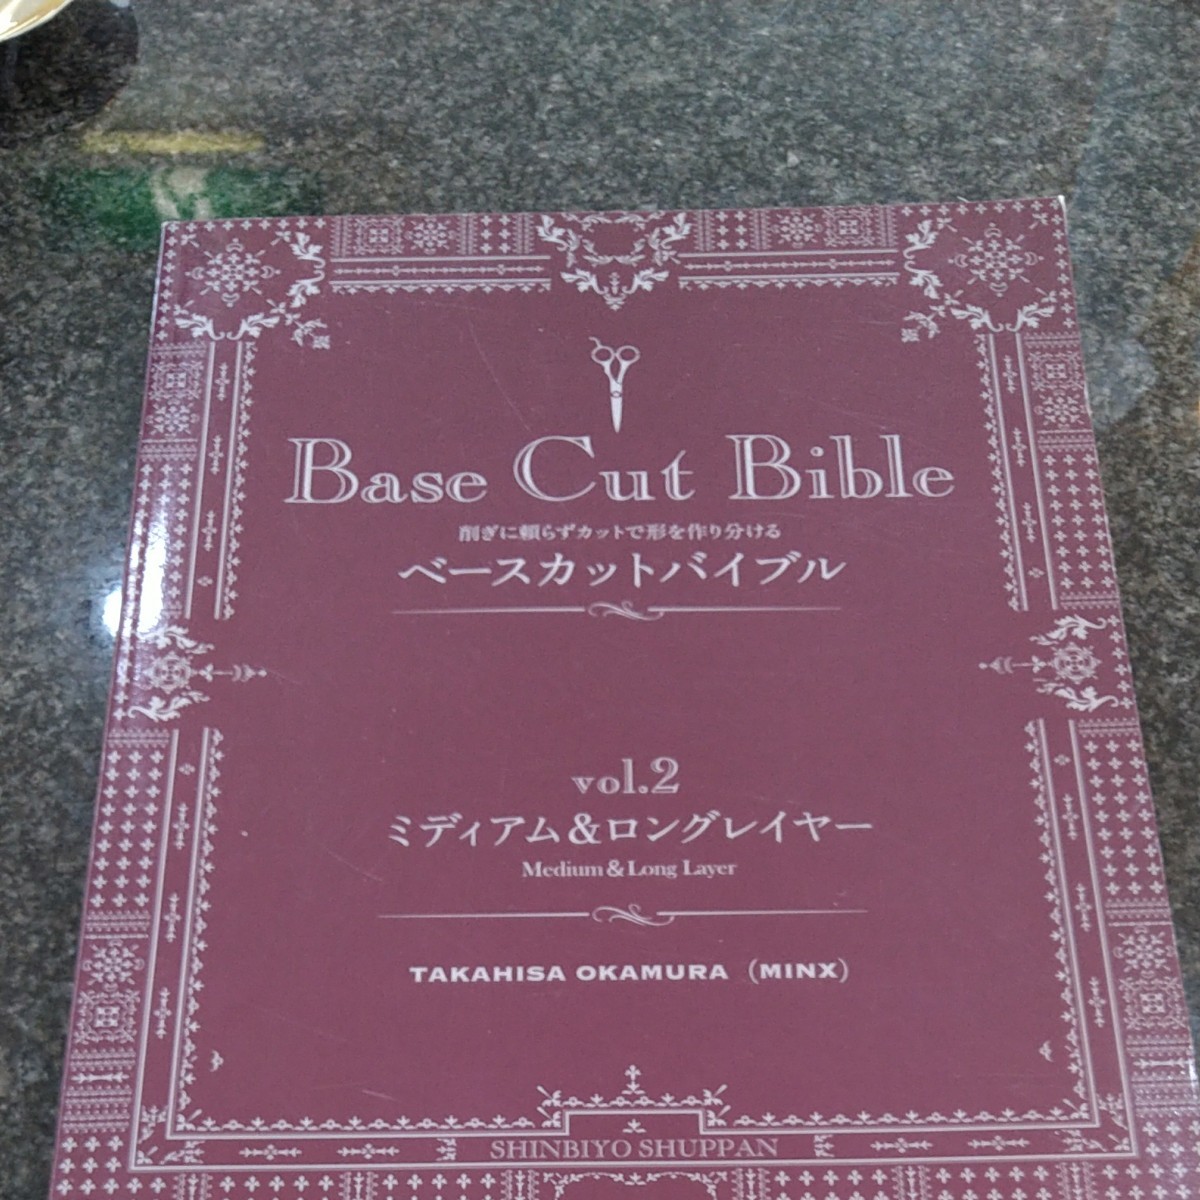 Base Cut Bible
削ぎに頼らずカットで形を作り分ける
ベースカットバイブル
vol.2
ミディアム&ロングレイヤー
Medium & Long Layer
TAKAHISA OKAMURA (MINX)
SHINBIYO SHUPPAN